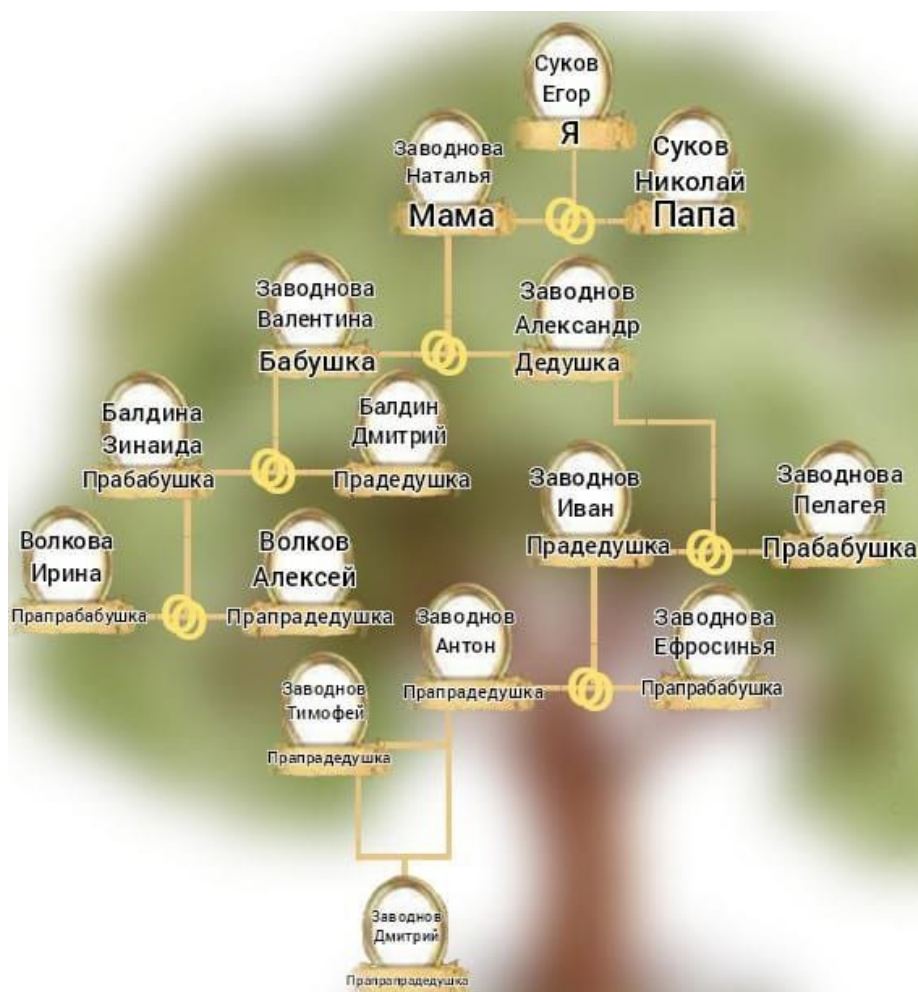 Суков
Егор
Я
Заводнова
Наталья
Мама
Суков
Николай
Папа
Заводнова
Валентина
Бабушка
Заводнов
Александр
Дедушка
Балдина
Зинаида
Прабабушка
Балдин
Дмитрий
Прадедушка
Заводнов
Иван
Прадедушка
Заводнова
Пелагея
Прабабушка
Волкова
Ирина
Прапрабабушка
Волков
Алексей
Прапрадедушка
Заводнов
Антон
Прапрадедушка
Заводнова
Ефросинья
Прапрабабушка
Заводнов
Тимофей
Прапрадедушка
Заводнов
Дмитрий
Прапрапрадедушка